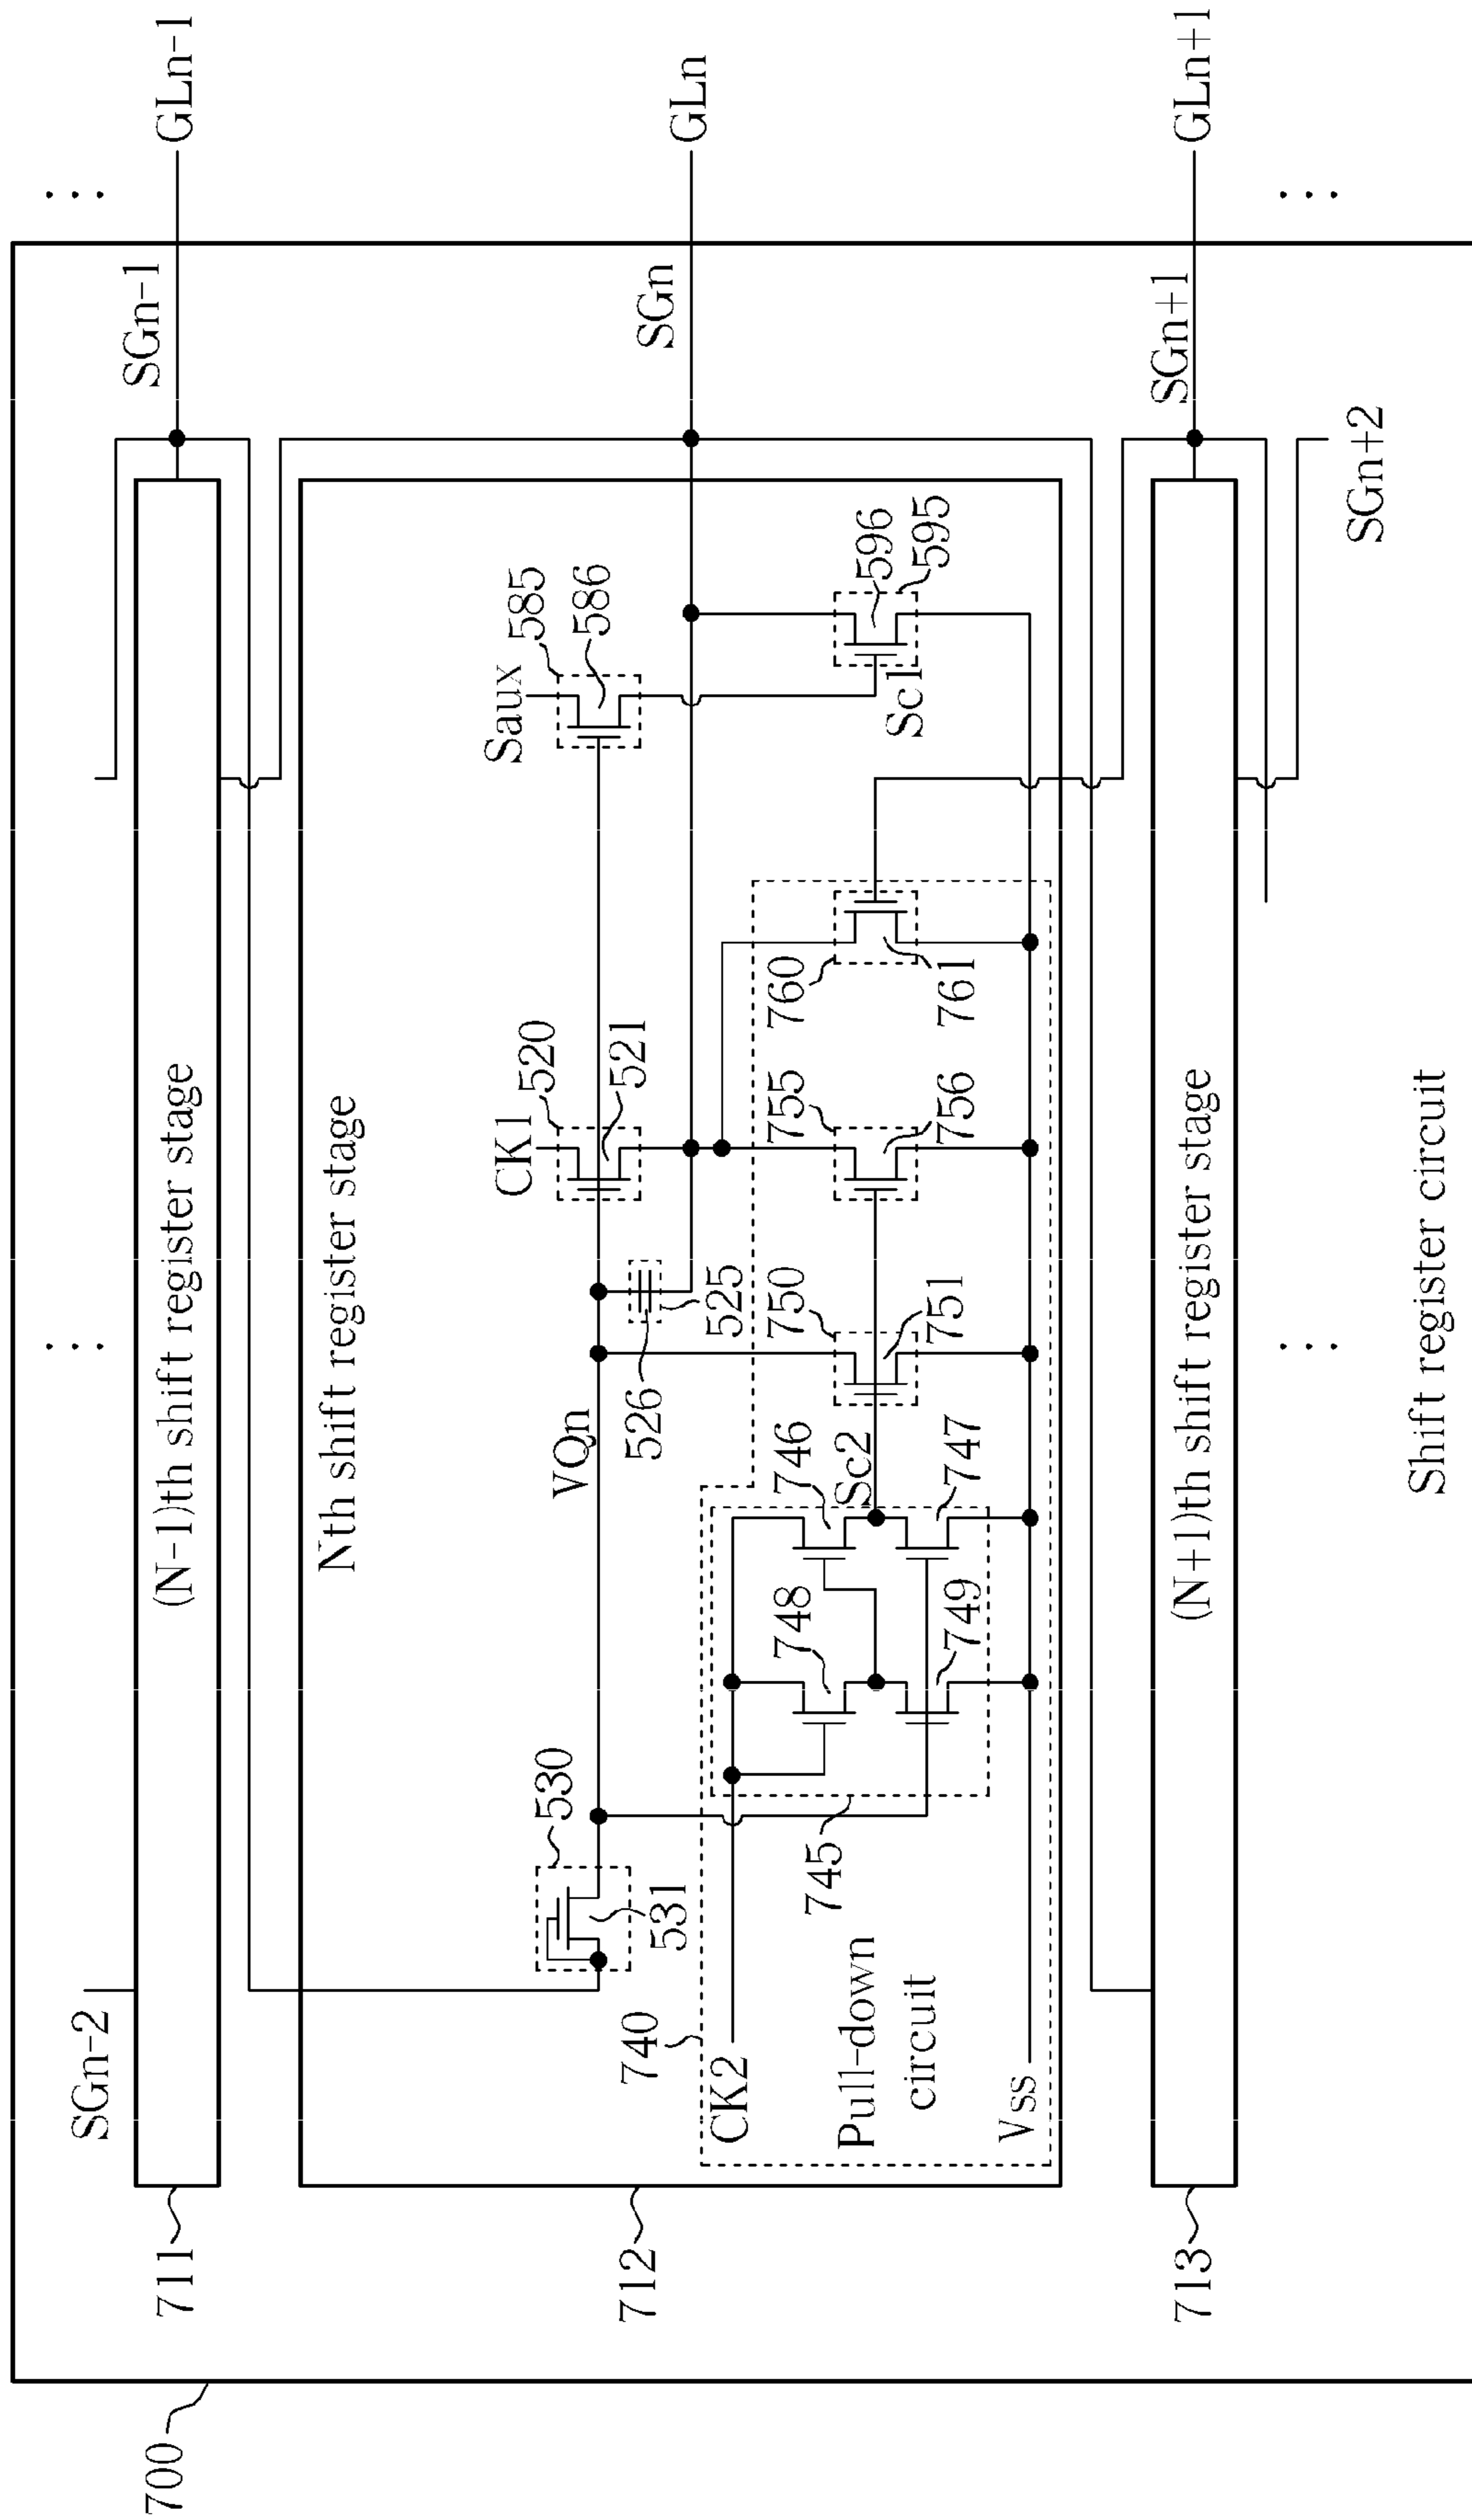 700
711
SGn-2
(N-1)th shift register stage
SGn-1
GLn-1
...
...
712
Nth shift register stage
530
531
VQn
526
525
CK1
520
521
Saux
585
586
SGn
GLn
740
CK2
Pull-down
circuit
Vss
745
748
749
746
Sc2
747
750
751
755
756
760
761
Sc1
596
595
713
(N+1)th shift register stage
SGn+1
GLn+1
SGn+2
...
...
Shift register circuit